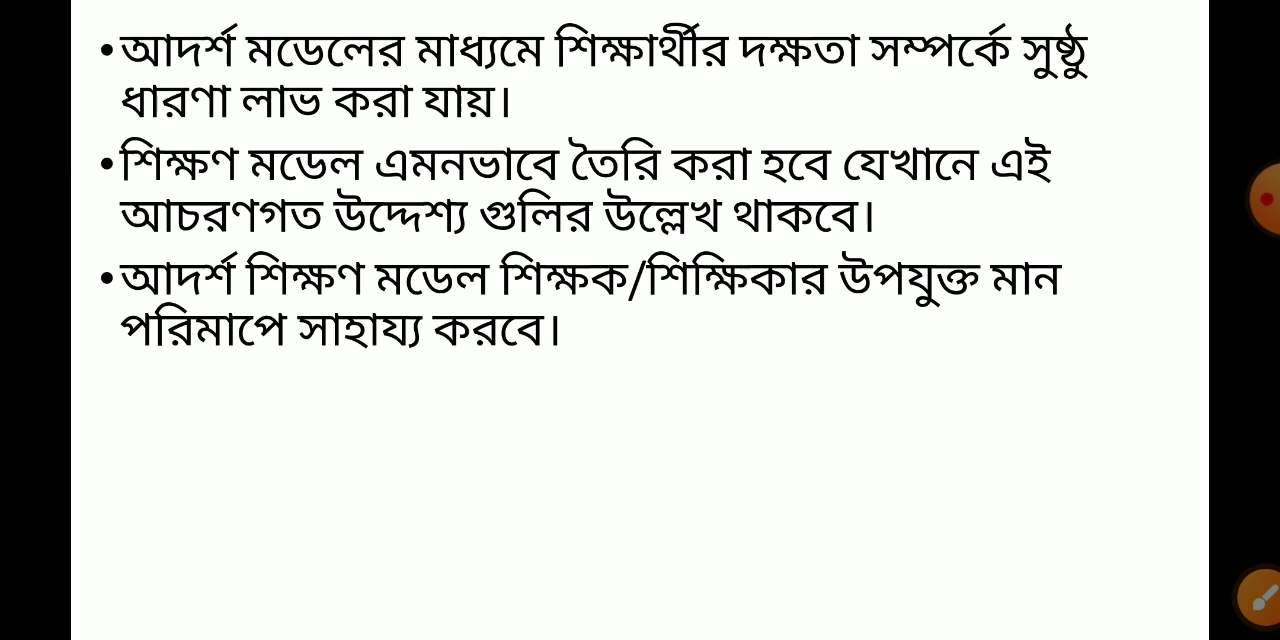 •আদর্শ মডেলের মাধ্যমে শিক্ষার্থীর দক্ষতা সম্পর্কে সুষ্ঠু
ধারণা লাভ করা যায়।
•শিক্ষণ মডেল এমনভাবে তৈরি করা হবে যেখানে এই
আচরণগত উদ্দেশ্য গুলির উল্লেখ থাকবে।
•আদর্শ শিক্ষণ মডেল শিক্ষক/শিক্ষিকার উপযুক্ত মান
পরিমাপে সাহায্য করবে।